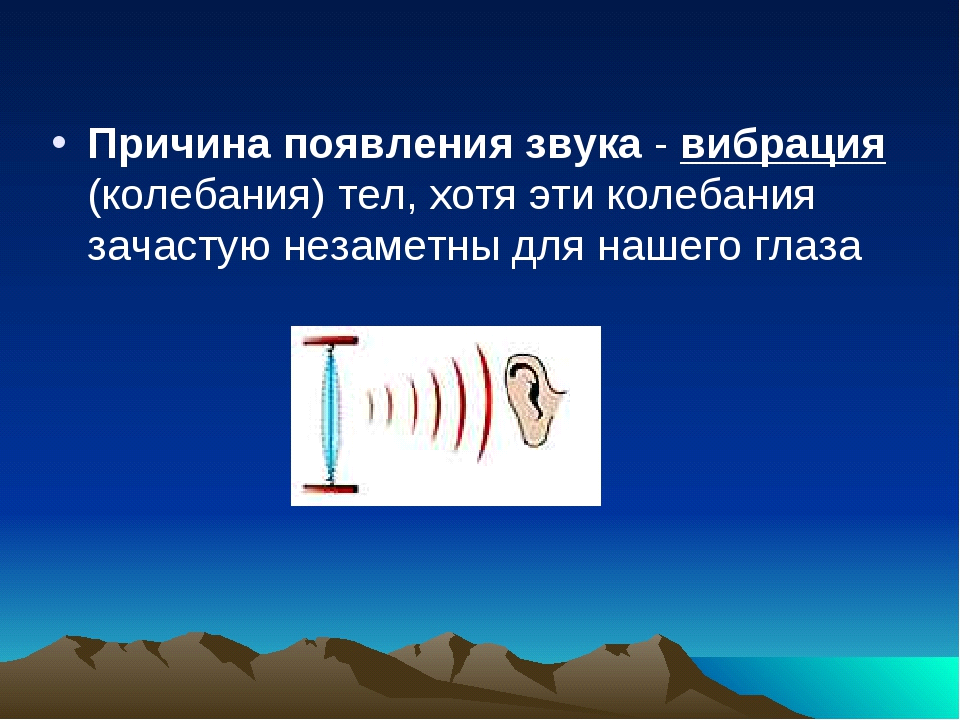 • Причина появления звука - вибрация
(колебания) тел, хотя эти колебания
зачастую незаметны для нашего глаза